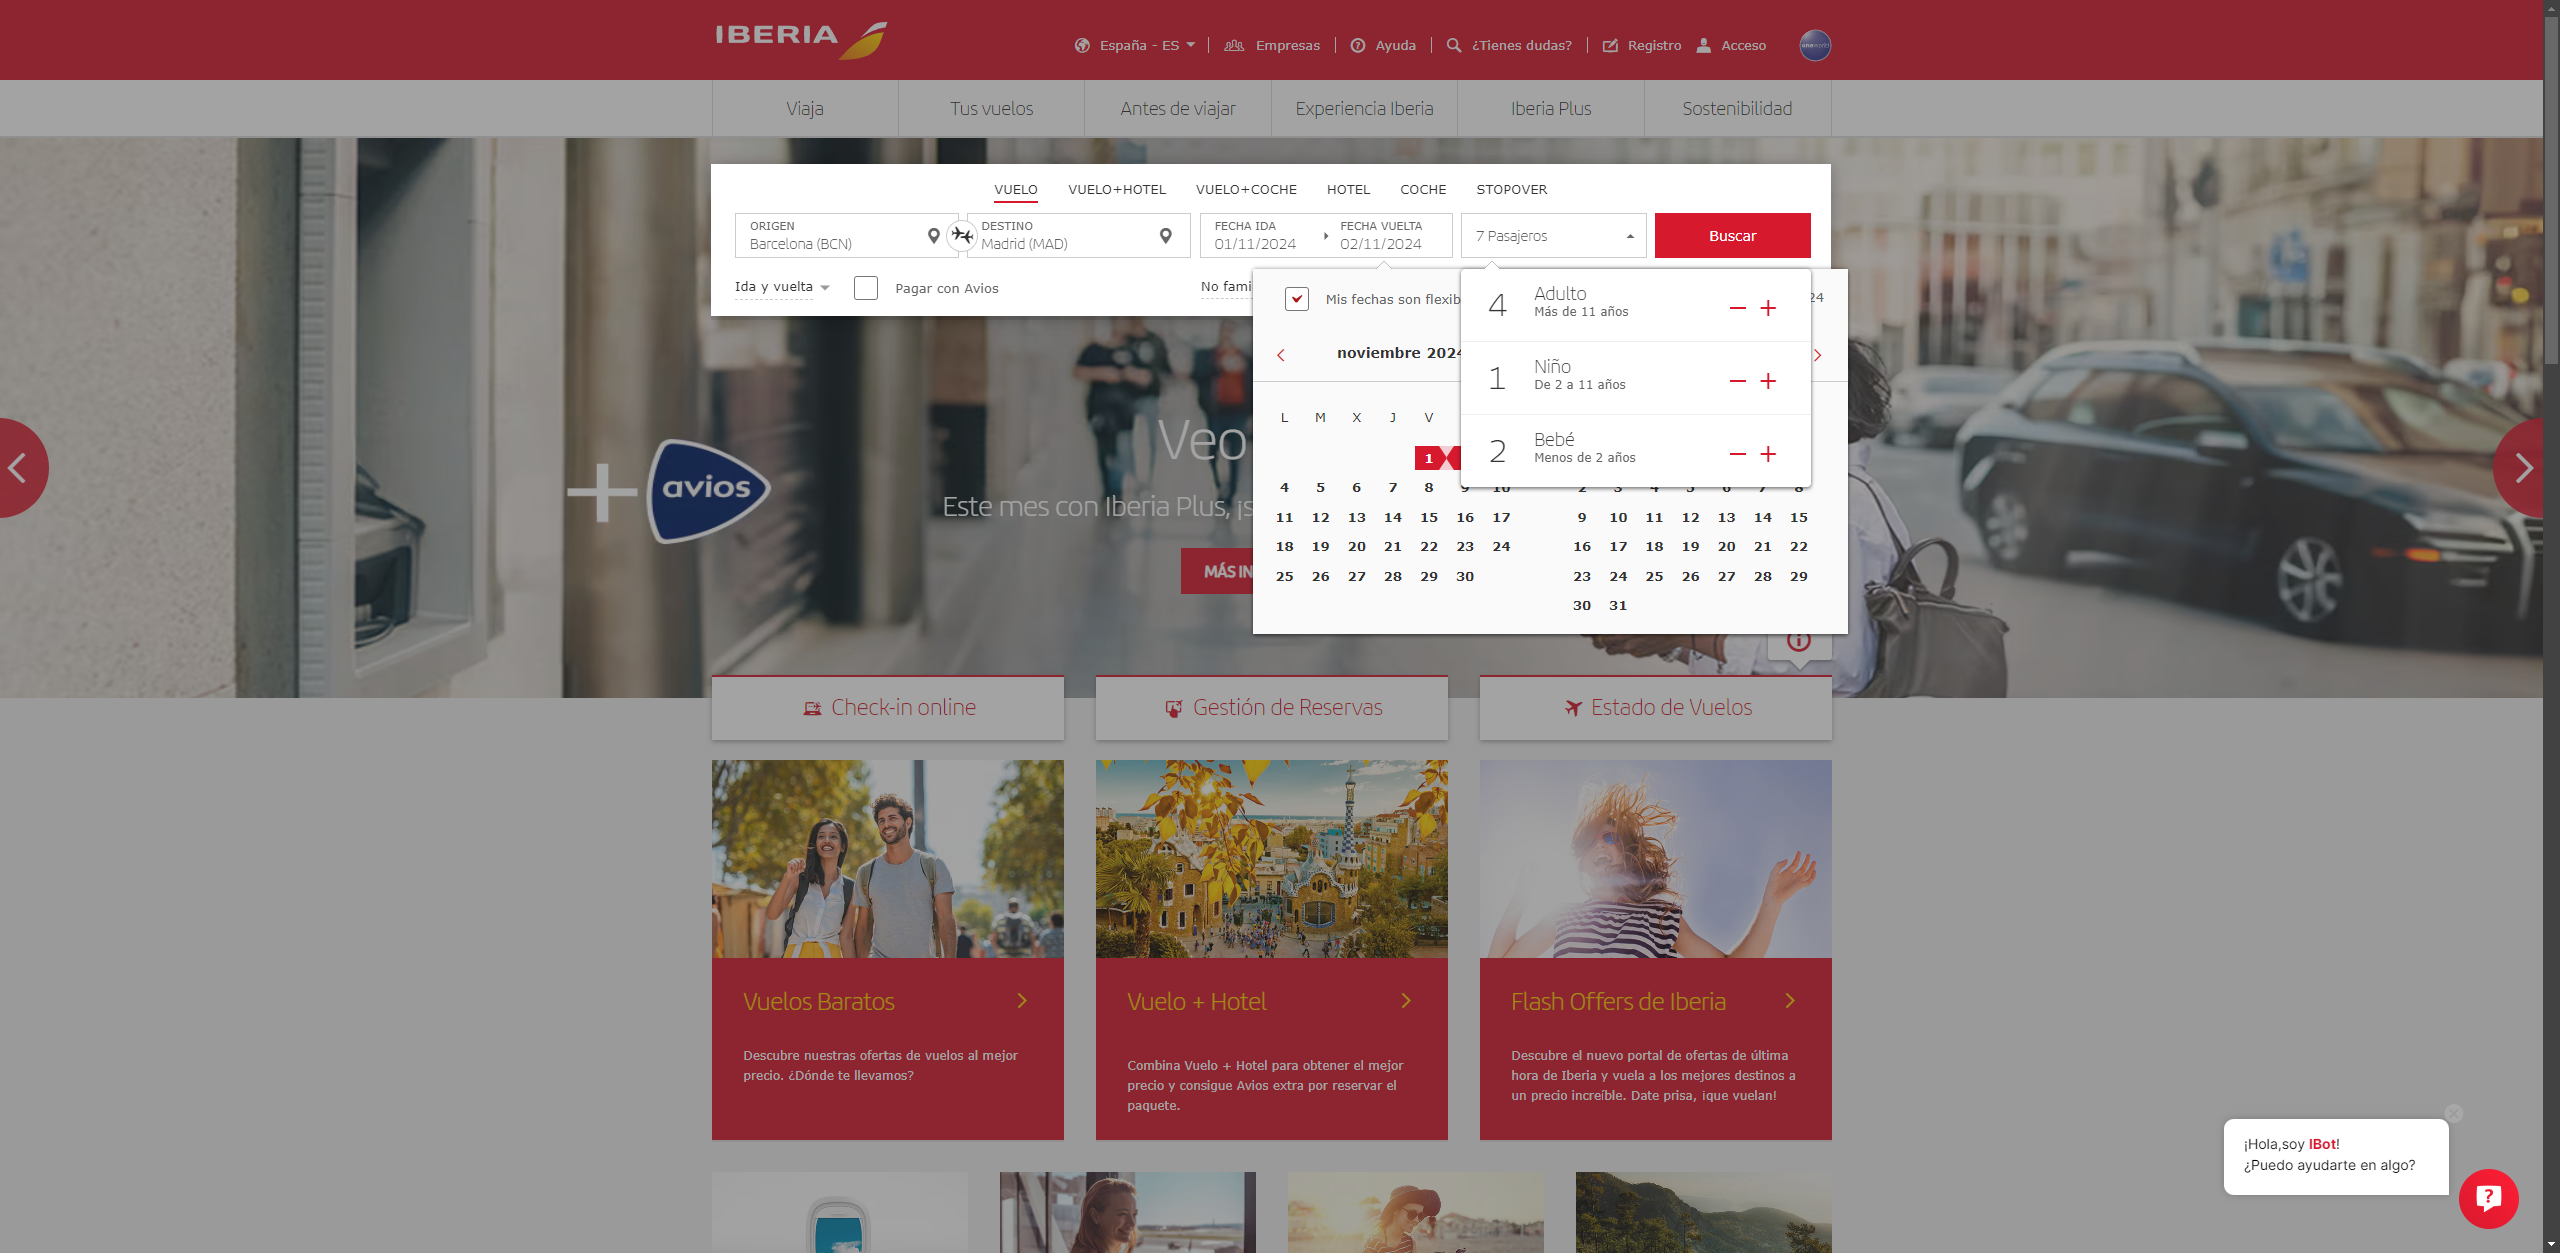 IBERIA
España - ES
Empresas
Ayuda
¿Tienes dudas?
Registro
Acceso
oneworld
Viaja
Tus vuelos
Antes de viajar
Experiencia Iberia
Iberia Plus
Sostenibilidad
VUELO
VUELO+HOTEL
VUELO+COCHE
HOTEL
COCHE
STOPOVER
ORIGEN
Barcelona (BCN)
DESTINO
Madrid (MAD)
FECHA IDA
01/11/2024
FECHA VUELTA
02/11/2024
7 Pasajeros
Buscar
Ida y vuelta
Pagar con Avios
No fami
Mis fechas son flexib
24
4 Adulto
Más de 11 años
1 Niño
De 2 a 11 años
2 Bebé
Menos de 2 años
noviembre 2024
L M X J V
1
4 5 6 7 8 9 10
11 12 13 14 15 16 17
18 19 20 21 22 23 24
25 26 27 28 29 30
2 3 4 5 6 7 8
9 10 11 12 13 14 15
16 17 18 19 20 21 22
23 24 25 26 27 28 29
30 31
avios
Veo
Este mes con Iberia Plus, ¡s
MÁS IN
Check-in online
Gestión de Reservas
Estado de Vuelos
Vuelos Baratos
Descubre nuestras ofertas de vuelos al mejor
precio. ¿Dónde te llevamos?
Vuelo + Hotel
Combina Vuelo + Hotel para obtener el mejor
precio y consigue Avios extra por reservar el
paquete.
Flash Offers de Iberia
Descubre el nuevo portal de ofertas de última
hora de Iberia y vuela a los mejores destinos a
un precio increíble. Date prisa, ¡que vuelan!
¡Hola,soy IBot!
¿Puedo ayudarte en algo?